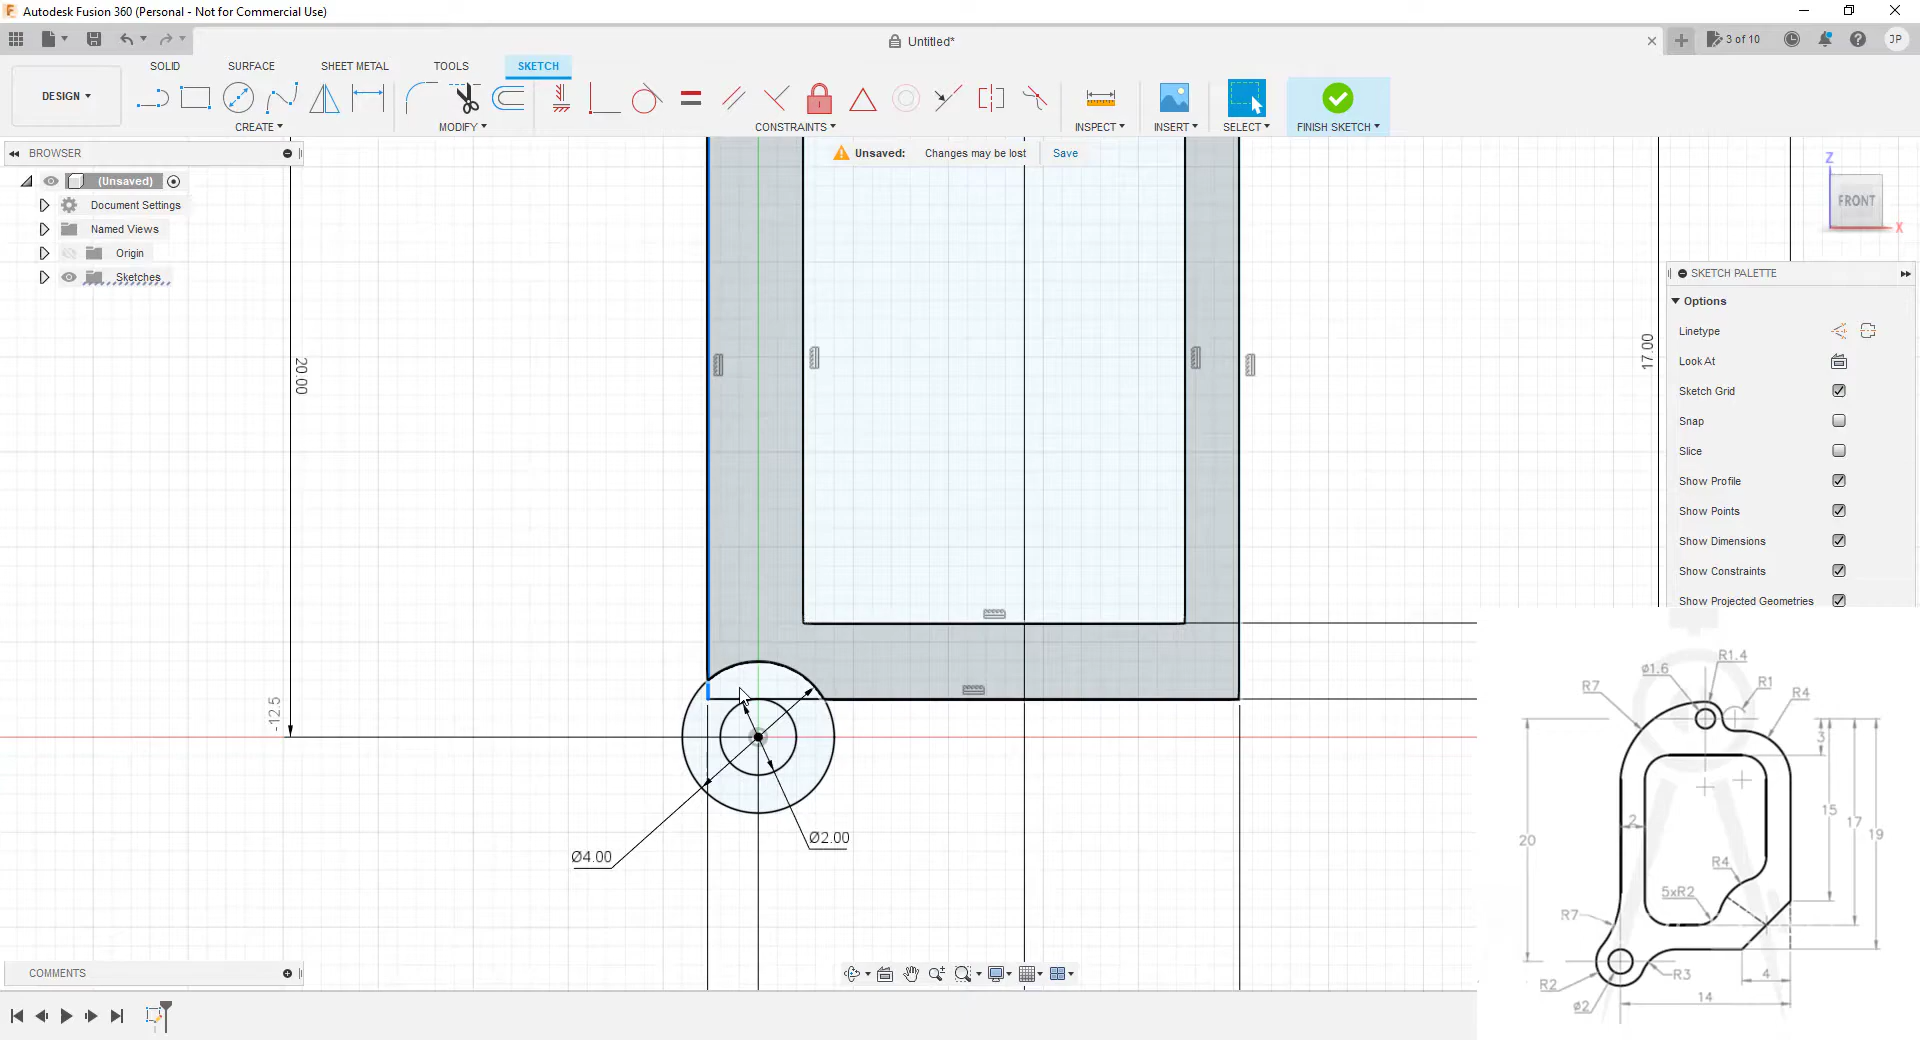 Autodesk Fusion 360 (Personal - Not for Commercial Use)
Untitled*
3 of 10
JP
SOLID
SURFACE
SHEET METAL
TOOLS
SKETCH
DESIGN
CREATE
MODIFY
CONSTRAINTS
INSPECT
INSERT
SELECT
FINISH SKETCH
BROWSER
Unsaved: Changes may be lost Save
(Unsaved)
Document Settings
Named Views
Origin
Sketches
Z
FRONT
X
SKETCH PALETTE
Options
Linetype
Look At
Sketch Grid
Snap
Slice
Show Profile
Show Points
Show Dimensions
Show Constraints
Show Projected Geometries
20.00
17.00
-12.5
Ø4.00
Ø2.00
R1.4
ø1.6
R7
R1
R4
3
15
17
19
20
2
R4
5xR2
R7
R2
R3
4
ø2
14
COMMENTS